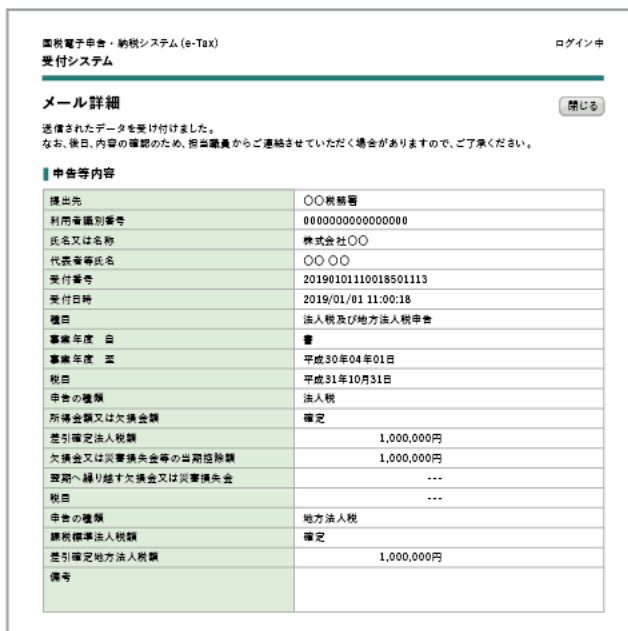 国税電子申告・納税システム(e-Tax)
ログイン中
受付システム
メール詳細
閉じる
送信されたデータを受け付けました。
なお、後日、内容の確認のため、担当職員からご連絡させていただく場合がありますので、ご了承ください。
申告等内容
提出先 〇〇税務署
利用者識別番号 0000000000000000
氏名又は名称 株式会社〇〇
代表者等氏名 〇〇 〇〇
受付番号 20190101110018501113
受付日時 2019/01/01 11:00:18
種目 法人税及び地方法人税申告
事業年度 自 書
事業年度 至 平成30年04年01日
税目 平成31年10月31日
申告の種類 法人税
所得金額又は欠損金額 確定
差引確定法人税額 1,000,000円
欠損金又は災害損失金等の当期控除額 1,000,000円
翌期へ繰り越す欠損金又は災害損失金 ---
税目 ---
申告の種類 地方法人税
課税標準法人税額 確定
差引確定地方法人税額 1,000,000円
備考